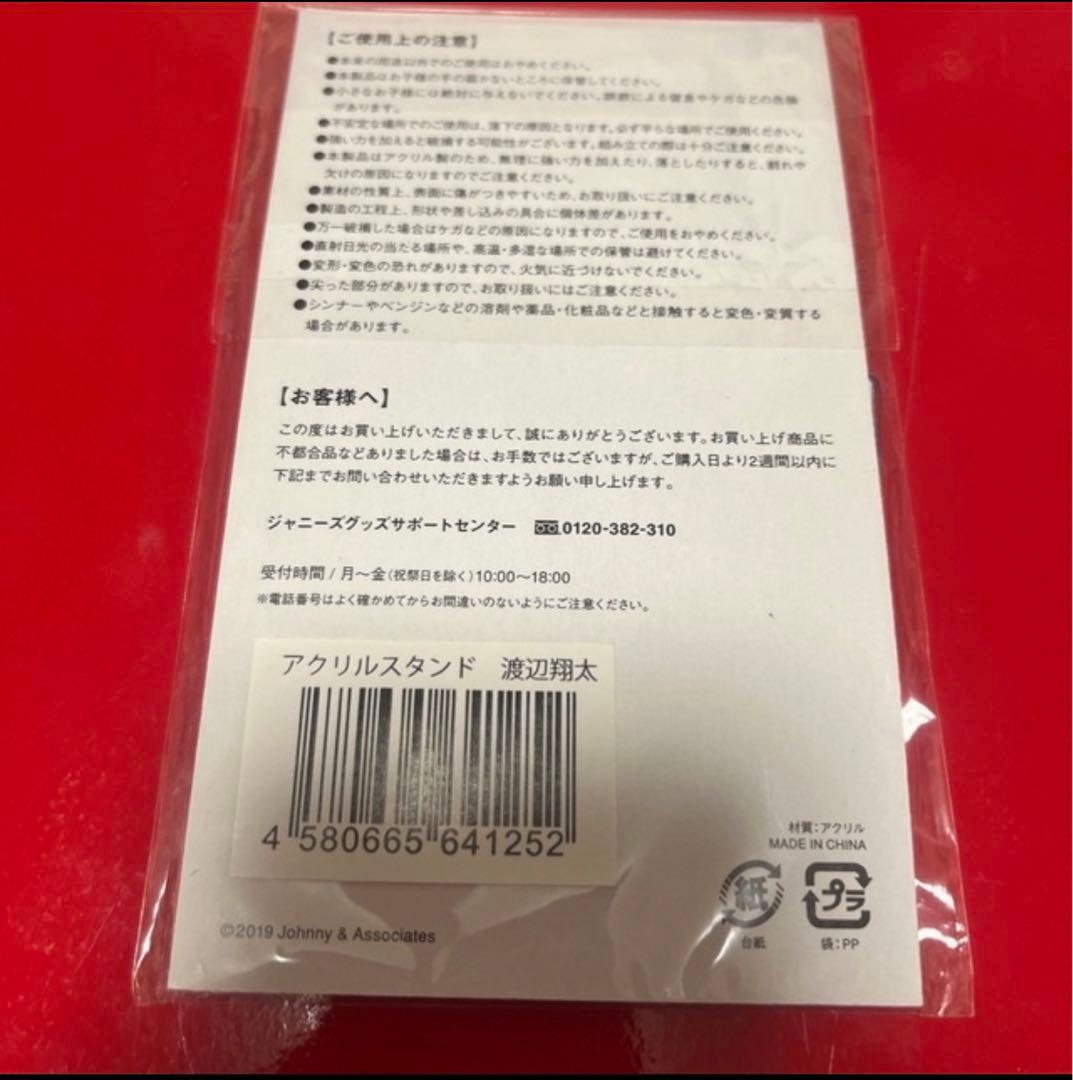 【ご使用上の注意】
●本来の用途以外でのご使用はおやめください。
●本製品はお子様の手の届かないところに保管してください。
●小さなお子様には絶対に与えないでください。誤飲による窒息やケガなどの危険
があります。
●不安定な場所でのご使用は、落下の原因となります。必ず平らな場所でご使用ください。
●強い力を加えると破損する可能性がございます。組み立ての際は十分ご注意ください。
●本製品はアクリル製のため、無理に強い力を加えたり、落としたりすると、割れや
欠けの原因になりますのでご注意ください。
●素材の性質上、表面に傷がつきやすいため、お取り扱いにご注意ください。
●製造の工程上、形状や差し込みの具合に個体差があります。
●万一破損した場合はケガなどの原因になりますので、ご使用をおやめください。
●直射日光の当たる場所や、高温・多湿な場所での保管は避けてください。
●変形・変色の恐れがありますので、火気に近づけないでください。
●尖った部分がありますので、お取り扱いにはご注意ください。
●シンナーやベンジンなどの溶剤や薬品・化粧品などと接触すると変色・変質する
場合があります。
【お客様へ】
この度はお買い上げいただきまして、誠にありがとうございます。お買い上げ商品に
不都合品などありました場合は、お手数ではございますが、ご購入日より2週間以内に
下記までお問い合わせいただきますようお願い申し上げます。
ジャニーズグッズサポートセンター 0120-382-310
受付時間 / 月〜金(祝祭日を除く)10:00〜18:00
※電話番号はよく確かめてからお間違いのないようにご注意ください。
アクリルスタンド 渡辺翔太
4 580665 641252
材質:アクリル
MADE IN CHINA
紙 プラ
台紙 袋:PP
©2019 Johnny & Associates